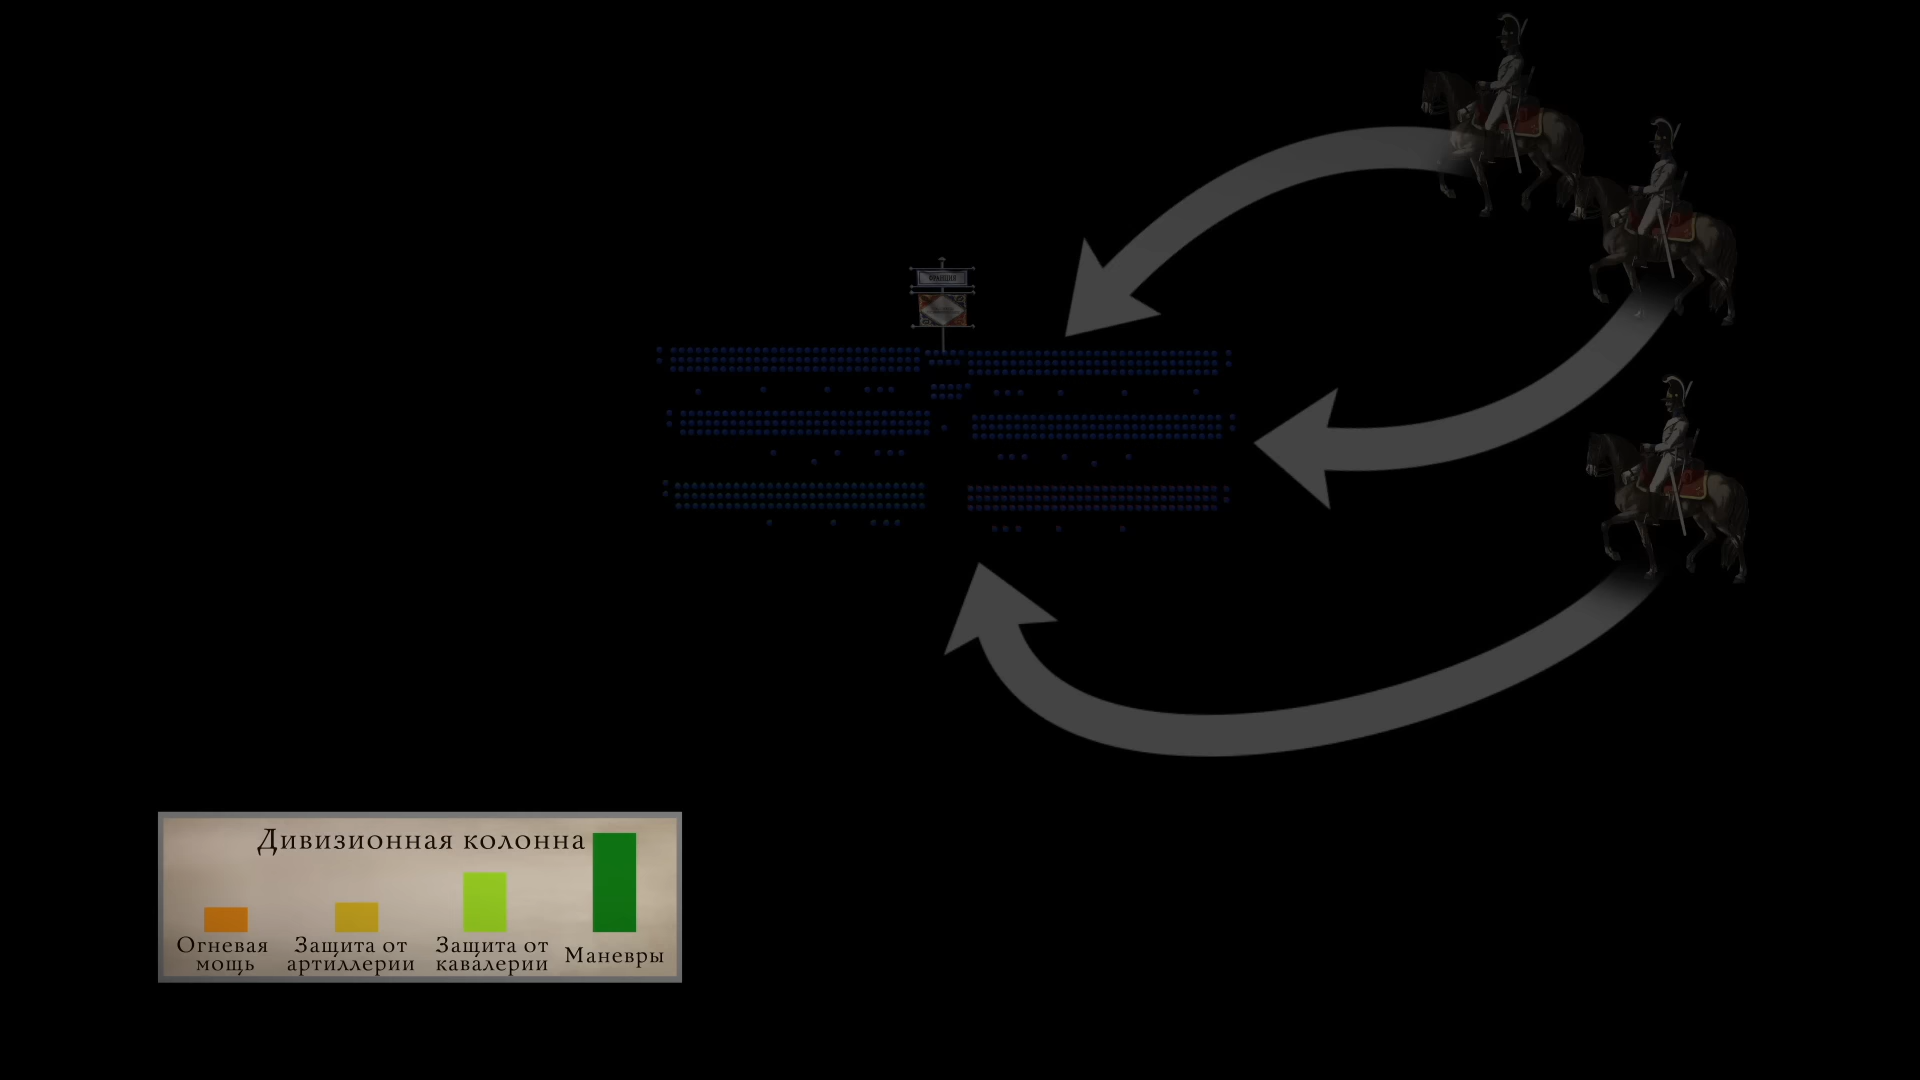 Дивизионная колонна
Огневая
мощь
Защита от
артиллерии
Защита от
кавалерии
Маневры